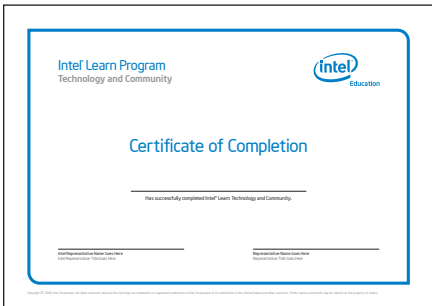 Intel® Learn Program
Technology and Community
intel
Education
Certificate of Completion
Has successfully completed Intel® Learn Technology and Community.
Intel Representative Name Goes Here
Intel Representative Title Goes Here
Representative Name Goes Here
Representative Title Goes Here